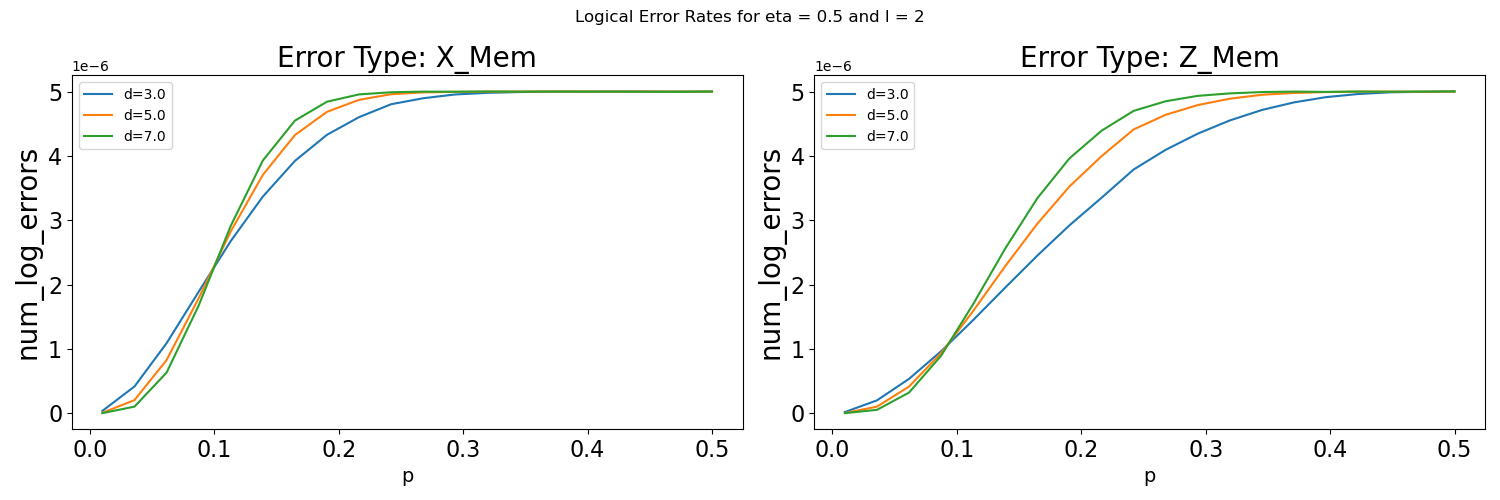 Logical Error Rates for eta = 0.5 and l = 2
Error Type: X_Mem
1e−6
d=3.0
d=5.0
d=7.0
num_log_errors
5
4
3
2
1
0
0.0 0.1 0.2 0.3 0.4 0.5
p
Error Type: Z_Mem
1e−6
d=3.0
d=5.0
d=7.0
num_log_errors
5
4
3
2
1
0
0.0 0.1 0.2 0.3 0.4 0.5
p